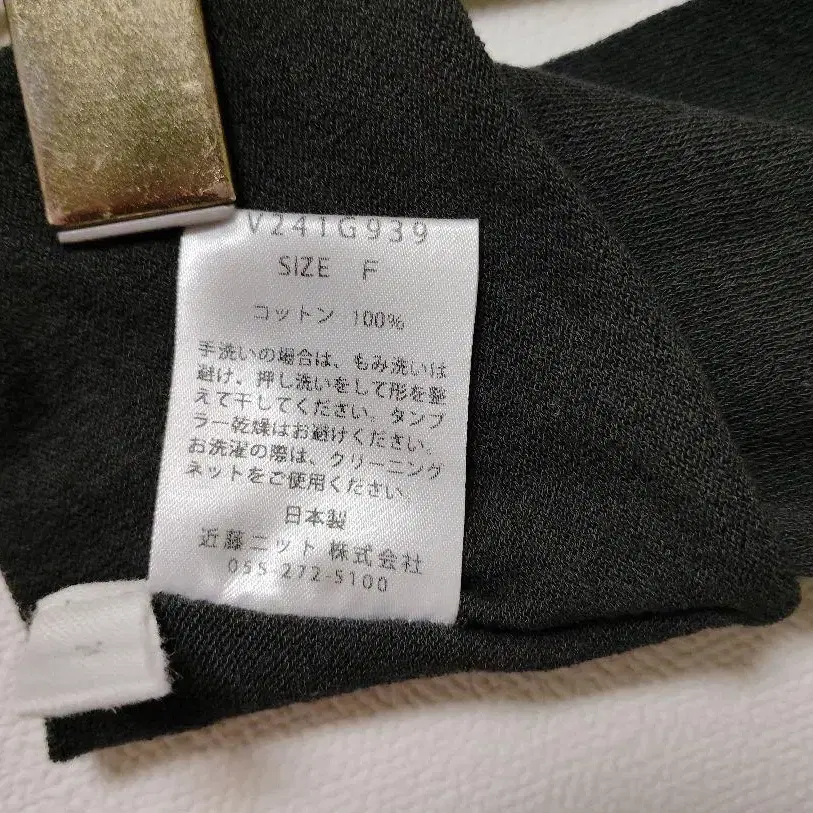 V241G939
SIZE F
コットン 100%
手洗いの場合は、もみ洗いは
避け、押し洗いをして形を整
えて干してください。タンブ
ラー乾燥はお避けください。
お洗濯の際は、クリーニング
ネットをご使用ください。
日本製
近藤ニット 株式会社
055-272-5100